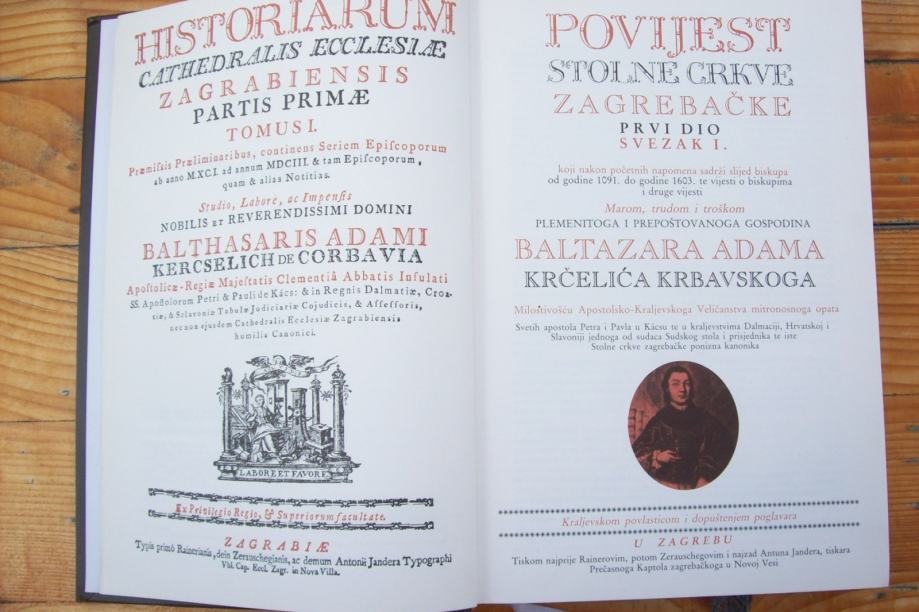 HISTORIARUM
CATHEDRALIS ECCLESIÆ
ZAGRABIENSIS
PARTIS PRIMÆ
TOMUS I.
Præmiſsis Præliminaribus, continens Seriem Epiſcoporum
ab anno M.XC.I. ad annum MDCIII. & tam Epiſcoporum,
quam & alias Notitias.
Studio, Labore, ac Impenſis
NOBILIS ET REVERENDISSIMI DOMINI
BALTHASARIS ADAMI
KERCSELICH DE CORBAVIA
Apoſtolicæ-Regiæ Majeſtatis Clementiâ Abbatis Inſulati
SS. Apoſtolorum Petri & Pauli de Kács: & in Regnis Dalmatiæ, Croa-
tiæ, & Sclavoniæ Tabulæ Judiciariæ Cojudicis, & Aſſeſſoris,
nec non ejusdem Cathedralis Eccleſiæ Zagrabiensis
humilis Canonici.
LABORE ET FAVORE
Ex Privilegio Regio, & Superiorum facultate.
ZAGRABIÆ
Typis primò Rainerianis, dein Zerauschegianis, ac demum Antonii Jandera Typographi
Vbl. Cap. Eccl. Zagr. in Nova Villa.
POVIJEST
STOLNE CRKVE
ZAGREBAČKE
PRVI DIO
SVEZAK I.
koji nakon početnih napomena sadrži slijed biskupa
od godine 1091. do godine 1603. te vijesti o biskupima
i druge vijesti
Marom, trudom i troškom
PLEMENITOGA I PREPOŠTOVANOGA GOSPODINA
BALTAZARA ADAMA
KRČELIĆA KRBAVSKOGA
Milostivošću Apostolsko-Kraljevskoga Veličanstva mitronosnoga opata
Svetih apostola Petra i Pavla u Kácsu te u kraljevstvima Dalmaciji, Hrvatskoj i
Slavoniji jednoga od sudaca Sudskog stola i prisjednika te iste
Stolne crkve zagrebačke ponizna kanonika
Kraljevskom povlasticom i dopuštenjem poglavara
U ZAGREBU
Tiskom najprije Rainerovim, potom Zerauschegovim i najzad Antuna Jandera, tiskara
Prečasnoga Kaptola zagrebačkoga u Novoj Vesi